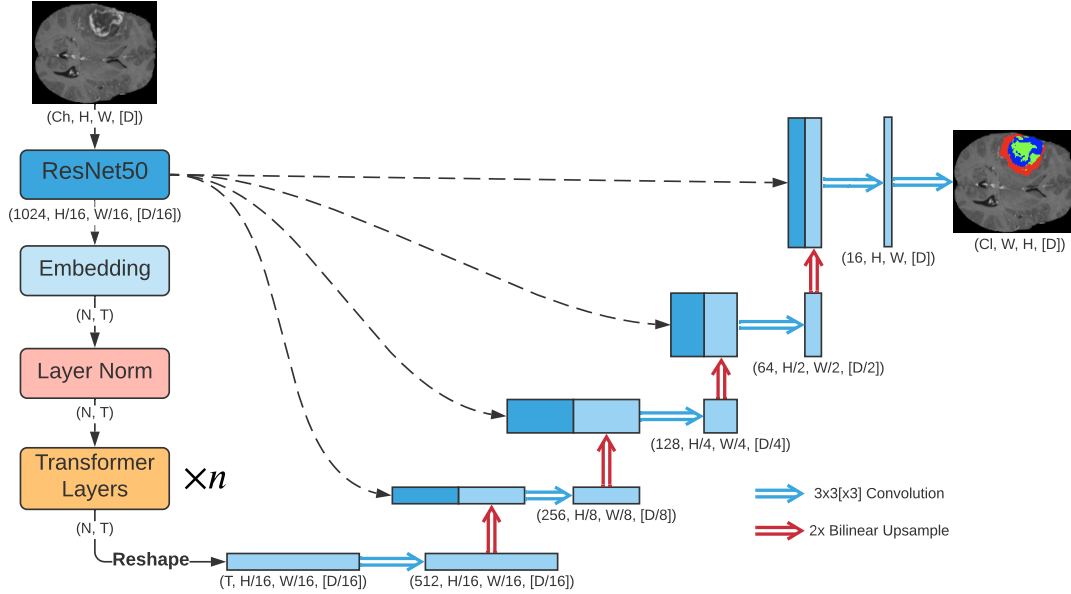 (Ch, H, W, [D])
ResNet50
(1024, H/16, W/16, [D/16])
Embedding
(N, T)
Layer Norm
(N, T)
Transformer
Layers
×n
(N, T)
Reshape
(T, H/16, W/16, [D/16])
(512, H/16, W/16, [D/16])
(256, H/8, W/8, [D/8])
(128, H/4, W/4, [D/4])
(64, H/2, W/2, [D/2])
(16, H, W, [D])
(Cl, W, H, [D])
3x3[x3] Convolution
2x Bilinear Upsample